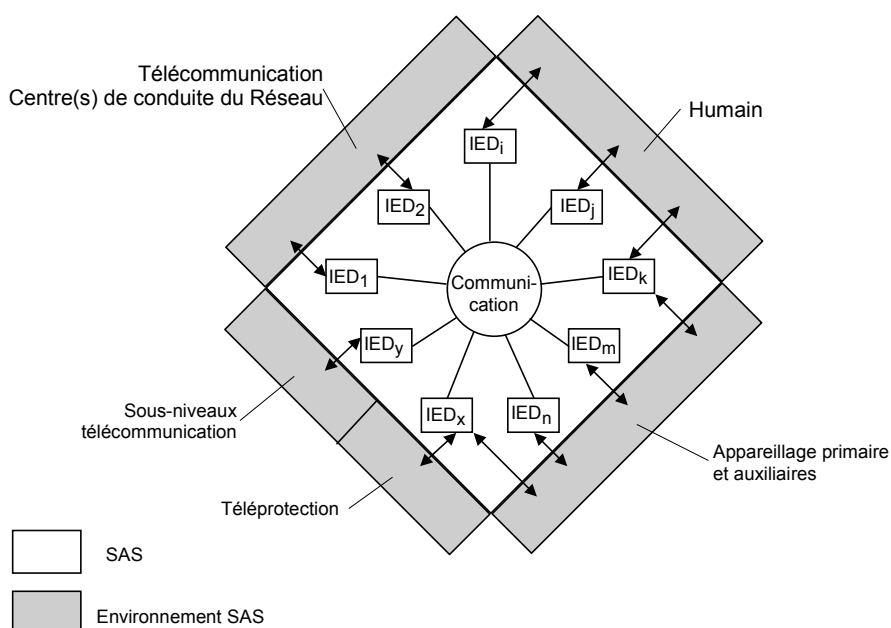 Télécommunication
Centre(s) de conduite du Réseau
Humain
IEDi
IED2
IEDj
IED1
Communi-
cation
IEDk
IEDy
IEDm
IEDx
IEDn
Sous-niveaux
télécommunication
Appareillage primaire
et auxiliaires
Téléprotection
SAS
Environnement SAS